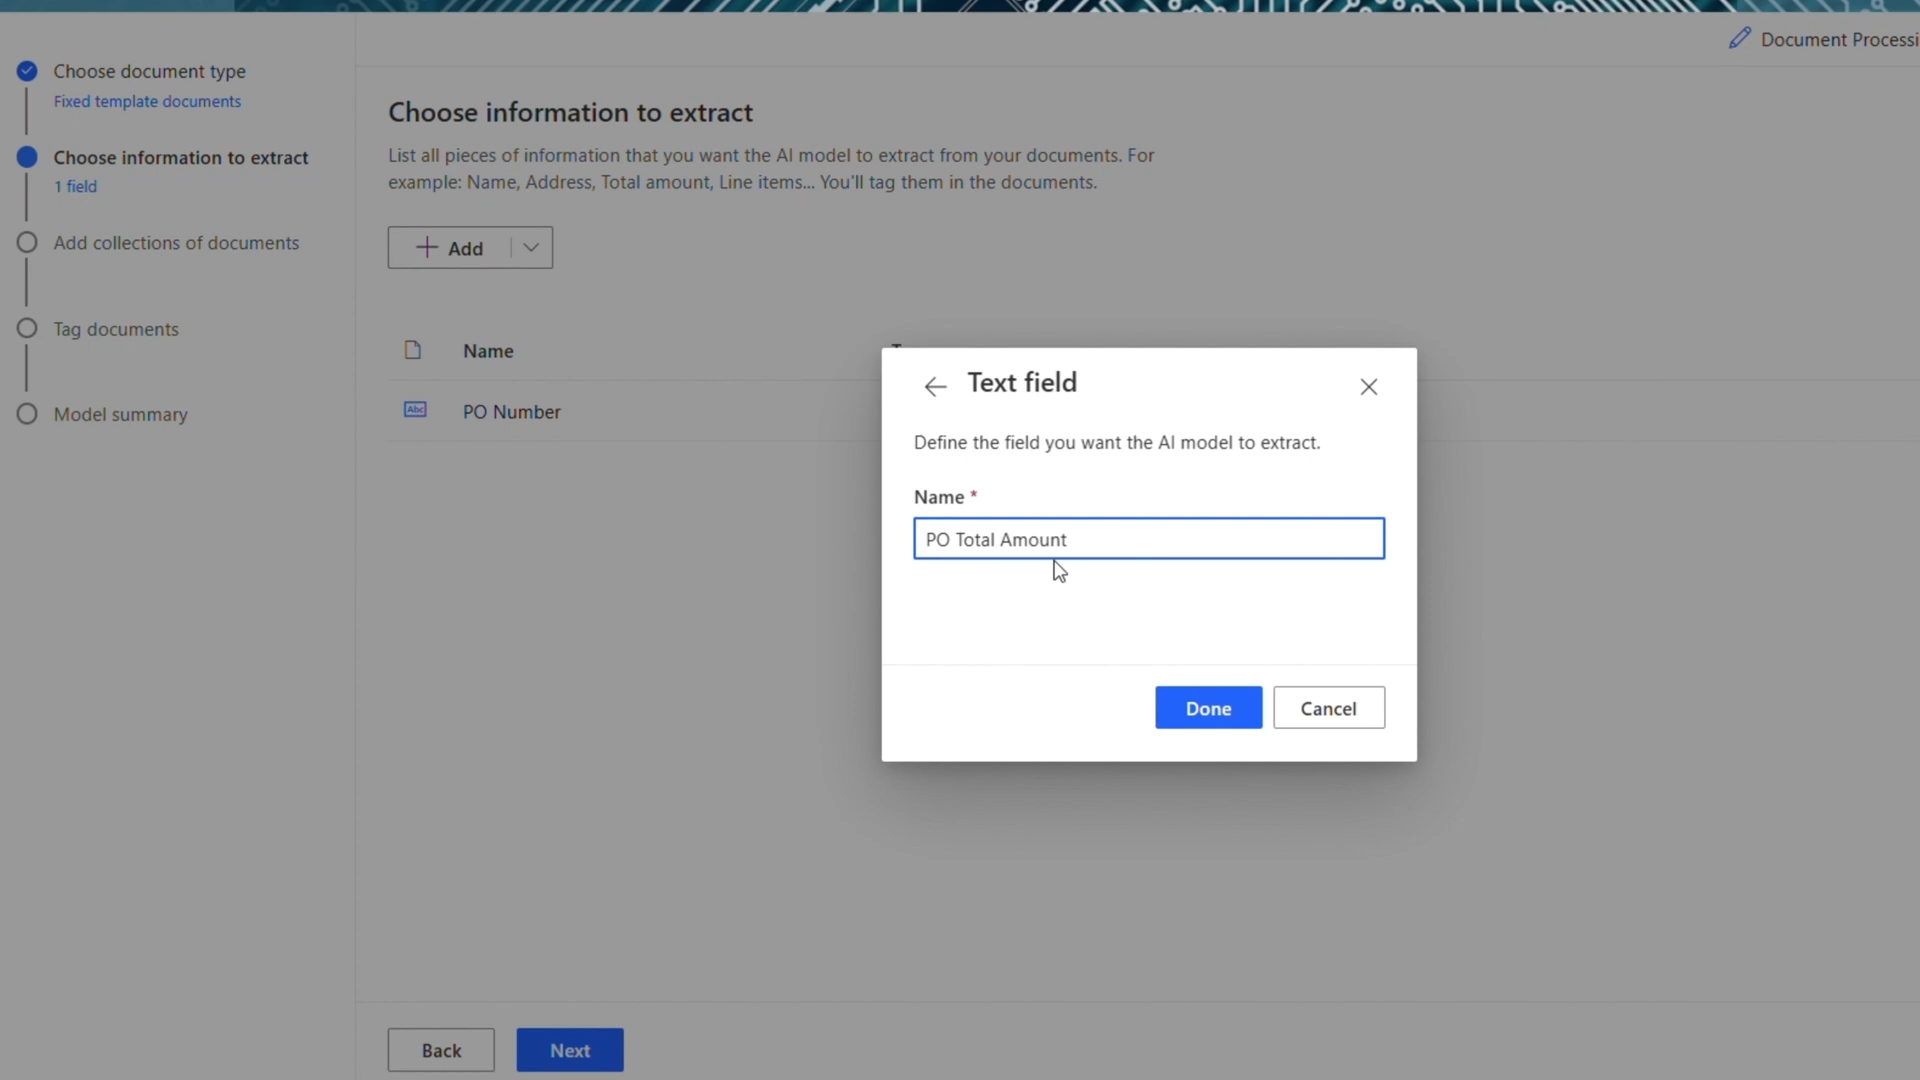 Document Processi
Choose document type
Fixed template documents
Choose information to extract
1 field
Add collections of documents
Tag documents
Model summary
Choose information to extract
List all pieces of information that you want the AI model to extract from your documents. For
example: Name, Address, Total amount, Line items... You'll tag them in the documents.
Add
Name
Abc PO Number
Text field
Define the field you want the AI model to extract.
Name *
PO Total Amount
Done Cancel
Back Next